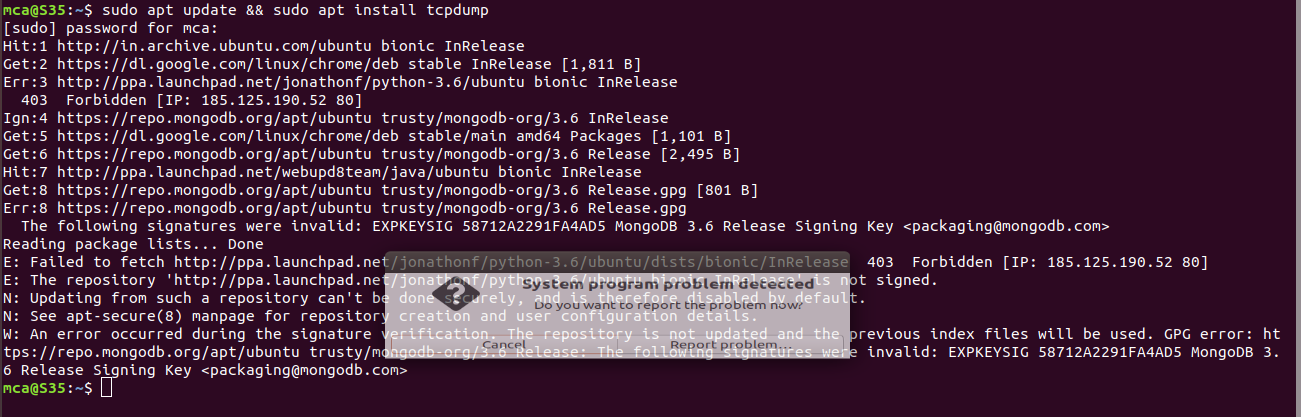 mca@S35:~$ sudo apt update && sudo apt install tcpdump
[sudo] password for mca:
Hit:1 http://in.archive.ubuntu.com/ubuntu bionic InRelease
Get:2 https://dl.google.com/linux/chrome/deb stable InRelease [1,811 B]
Err:3 http://ppa.launchpad.net/jonathonf/python-3.6/ubuntu bionic InRelease
  403  Forbidden [IP: 185.125.190.52 80]
Ign:4 https://repo.mongodb.org/apt/ubuntu trusty/mongodb-org/3.6 InRelease
Get:5 https://dl.google.com/linux/chrome/deb stable/main amd64 Packages [1,101 B]
Get:6 https://repo.mongodb.org/apt/ubuntu trusty/mongodb-org/3.6 Release [2,495 B]
Hit:7 http://ppa.launchpad.net/webupd8team/java/ubuntu bionic InRelease
Get:8 https://repo.mongodb.org/apt/ubuntu trusty/mongodb-org/3.6 Release.gpg [801 B]
Err:8 https://repo.mongodb.org/apt/ubuntu trusty/mongodb-org/3.6 Release.gpg
  The following signatures were invalid: EXPKEYSIG 58712A2291FA4AD5 MongoDB 3.6 Release Signing Key <packaging@mongodb.com>
Reading package lists... Done
E: Failed to fetch http://ppa.launchpad.net/jonathonf/python-3.6/ubuntu/dists/bionic/InRelease  403  Forbidden [IP: 185.125.190.52 80]
E: The repository 'http://ppa.launchpad.net/jonathonf/python-3.6/ubuntu bionic InRelease' is not signed.
N: Updating from such a repository can't be done securely, and is therefore disabled by default.
N: See apt-secure(8) manpage for repository creation and user configuration details.
W: An error occurred during the signature verification. The repository is not updated and the previous index files will be used. GPG error: ht
tps://repo.mongodb.org/apt/ubuntu trusty/mongodb-org/3.6 Release: The following signatures were invalid: EXPKEYSIG 58712A2291FA4AD5 MongoDB 3.
6 Release Signing Key <packaging@mongodb.com>
mca@S35:~$
System program problem detected
Do you want to report the problem now?
Cancel
Report problem...